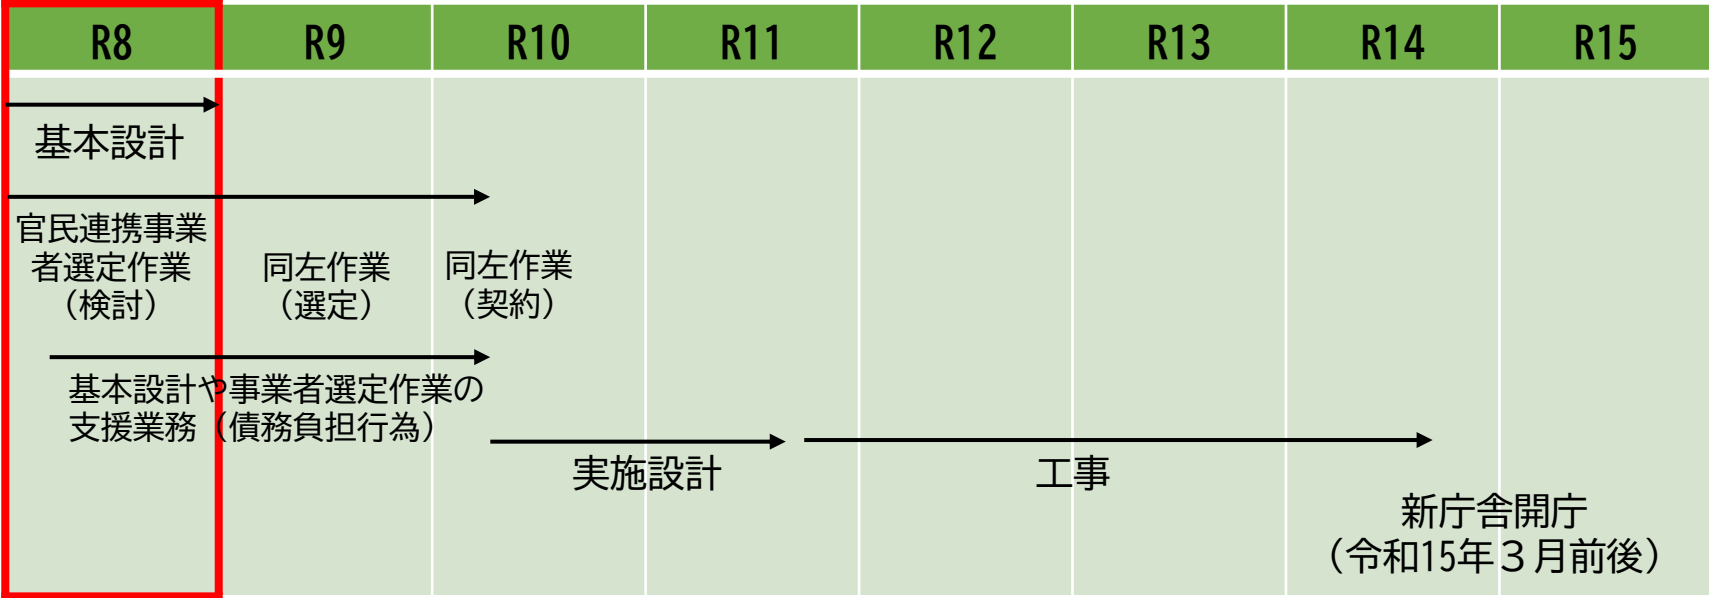 R8 R9 R10 R11 R12 R13 R14 R15
基本設計
官民連携事業
者選定作業
（検討）
同左作業
（選定）
同左作業
（契約）
基本設計や事業者選定作業の
支援業務（債務負担行為）
実施設計
工事
新庁舎開庁
（令和15年３月前後）